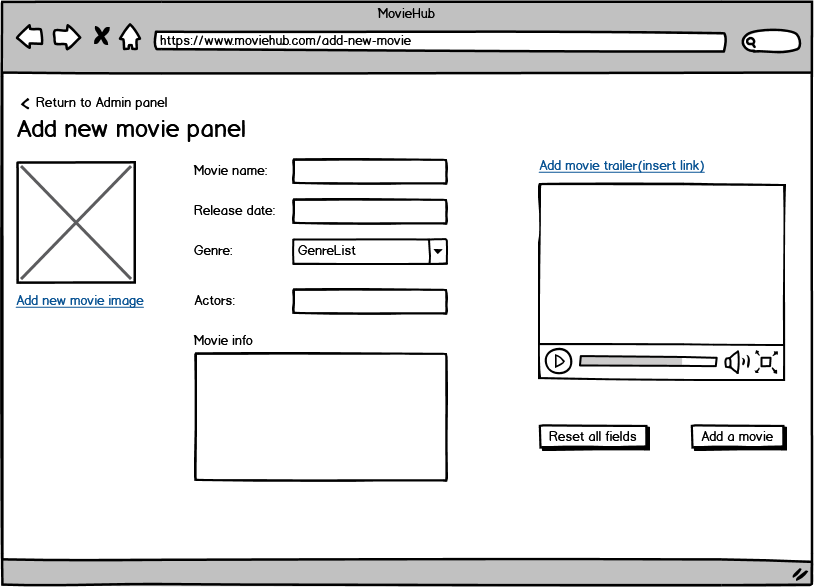 MovieHub
https://www.moviehub.com/add-new-movie
< Return to Admin panel
Add new movie panel
Add new movie image
Movie name:
Release date:
Genre:
GenreList
Actors:
Movie info
Add movie trailer(insert link)
Reset all fields
Add a movie